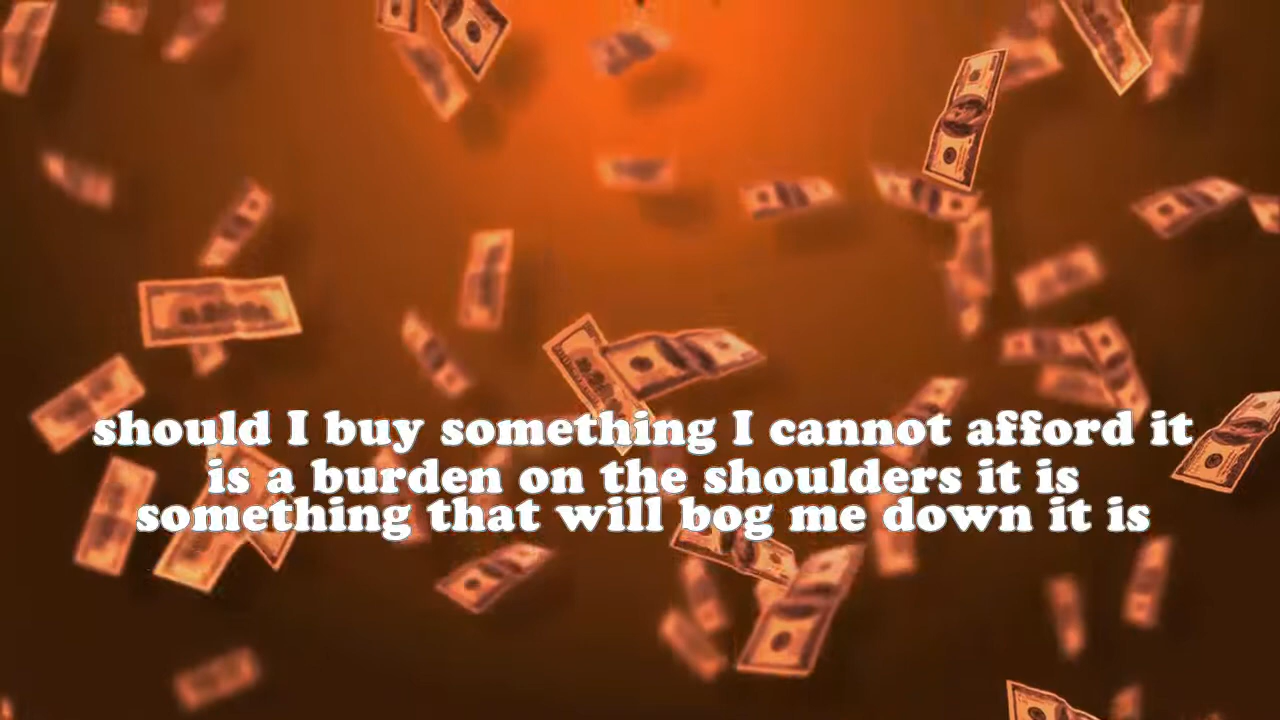 should I buy something I cannot afford it
is a burden on the shoulders it is
something that will bog me down it is